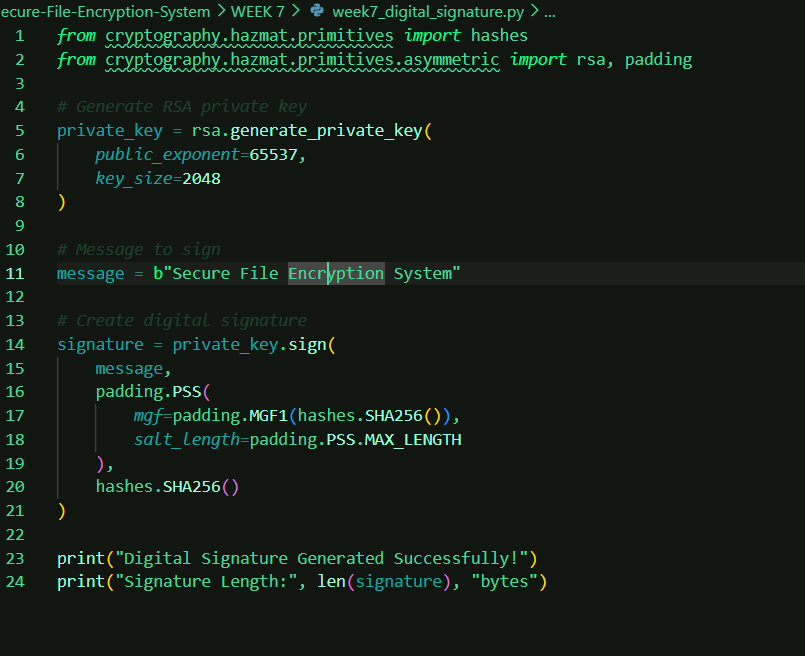 ecure-File-Encryption-System > WEEK 7 > week7_digital_signature.py > ...
1 from cryptography.hazmat.primitives import hashes
2 from cryptography.hazmat.primitives.asymmetric import rsa, padding
3
4 # Generate RSA private key
5 private_key = rsa.generate_private_key(
6     public_exponent=65537,
7     key_size=2048
8 )
9
10 # Message to sign
11 message = b"Secure File Encryption System"
12
13 # Create digital signature
14 signature = private_key.sign(
15     message,
16     padding.PSS(
17         mgf=padding.MGF1(hashes.SHA256()),
18         salt_length=padding.PSS.MAX_LENGTH
19     ),
20     hashes.SHA256()
21 )
22
23 print("Digital Signature Generated Successfully!")
24 print("Signature Length:", len(signature), "bytes")